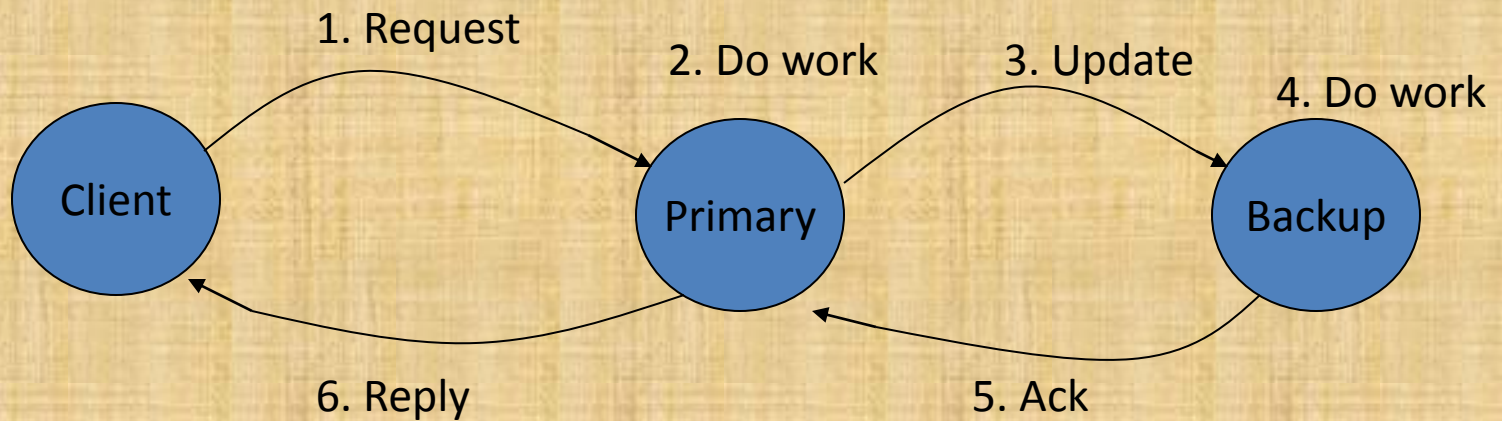 1. Request
2. Do work
3. Update
4. Do work
Client
Primary
Backup
6. Reply
5. Ack